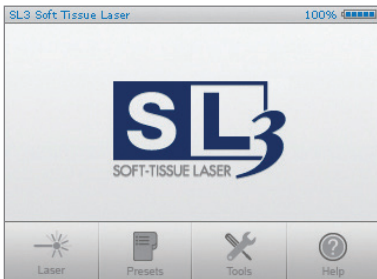 SL3 Soft Tissue Laser 100%
SL3
SOFT-TISSUE LASER
Laser Presets Tools Help